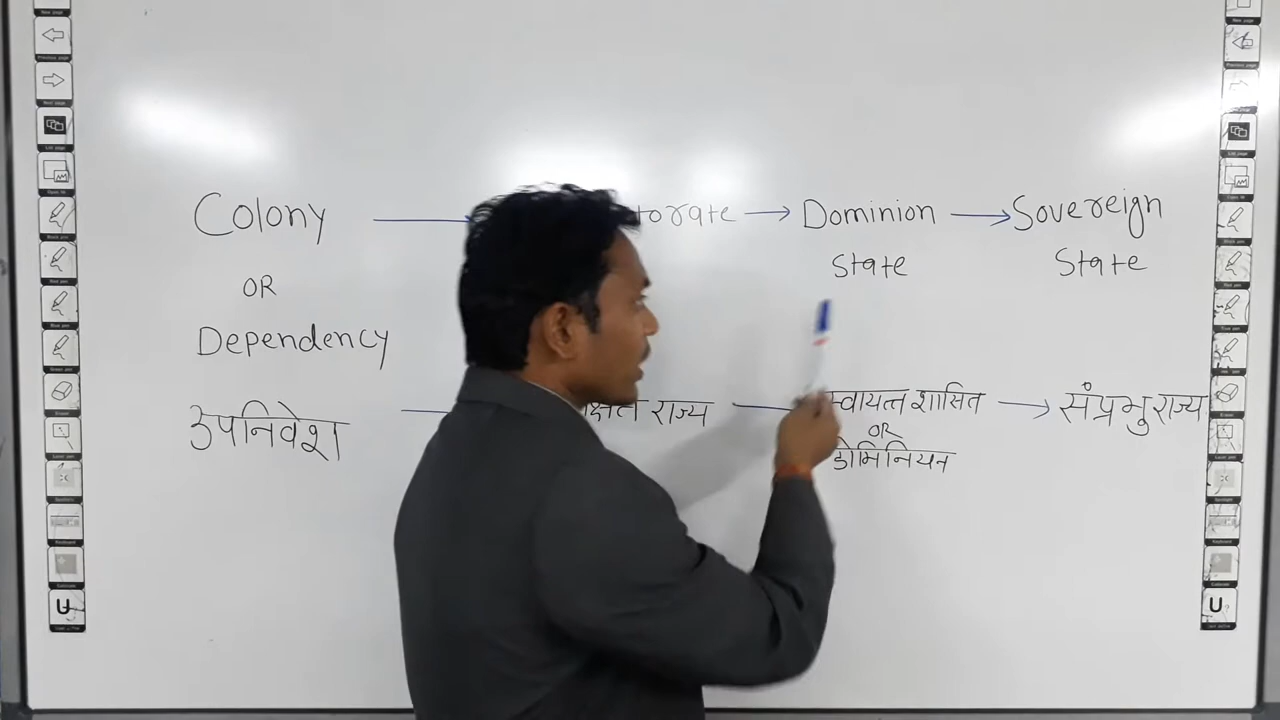 Colony → torate → Dominion → Sovereign
State State
OR
Dependency
उपनिवेश क्षित राज्य स्वायत्त शासित → संप्रभु राज्य
OR
डोमिनियन